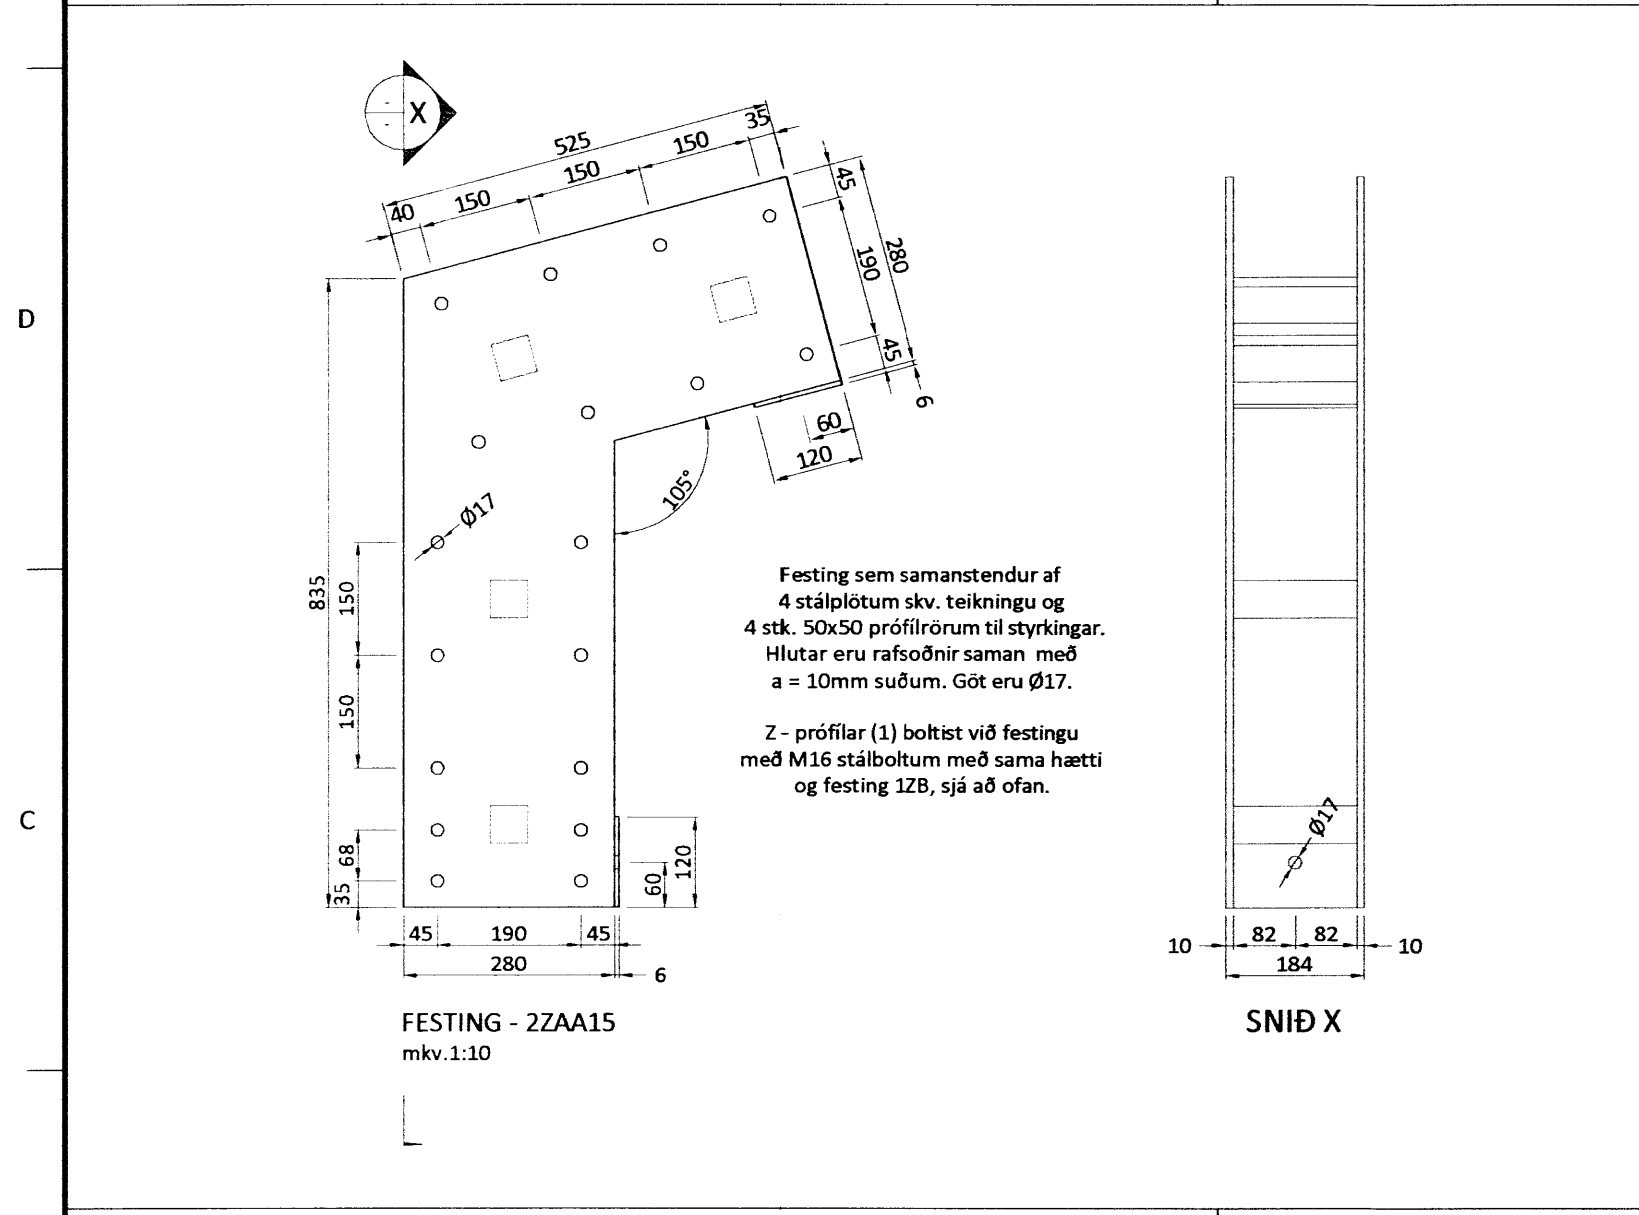 X
525
35
150
150
150
40
45
190
280
45
6
60
120
105°
Ø17
D
835
150
150
68
35
C
60
120
45 190 45
280
6
Festing sem samanstendur af
4 stálplötum skv. teikningu og
4 stk. 50x50 prófílrörum til styrkingar.
Hlutar eru rafsoðnir saman með
a = 10mm suðum. Göt eru Ø17.
Z - prófílar (1) boltist við festingu
með M16 stálboltum með sama hætti
og festing 1ZB, sjá að ofan.
Ø17
10 82 82 10
184
FESTING - 2ZAA15
mkv.1:10
SNIÐ X